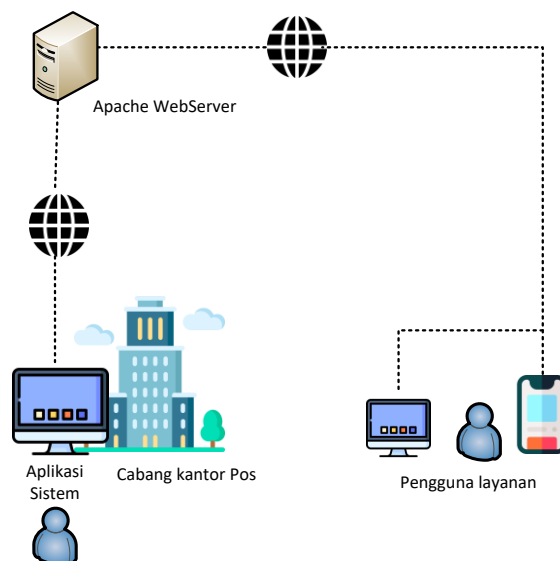 Apache WebServer
Aplikasi
Sistem
Cabang kantor Pos
Pengguna layanan